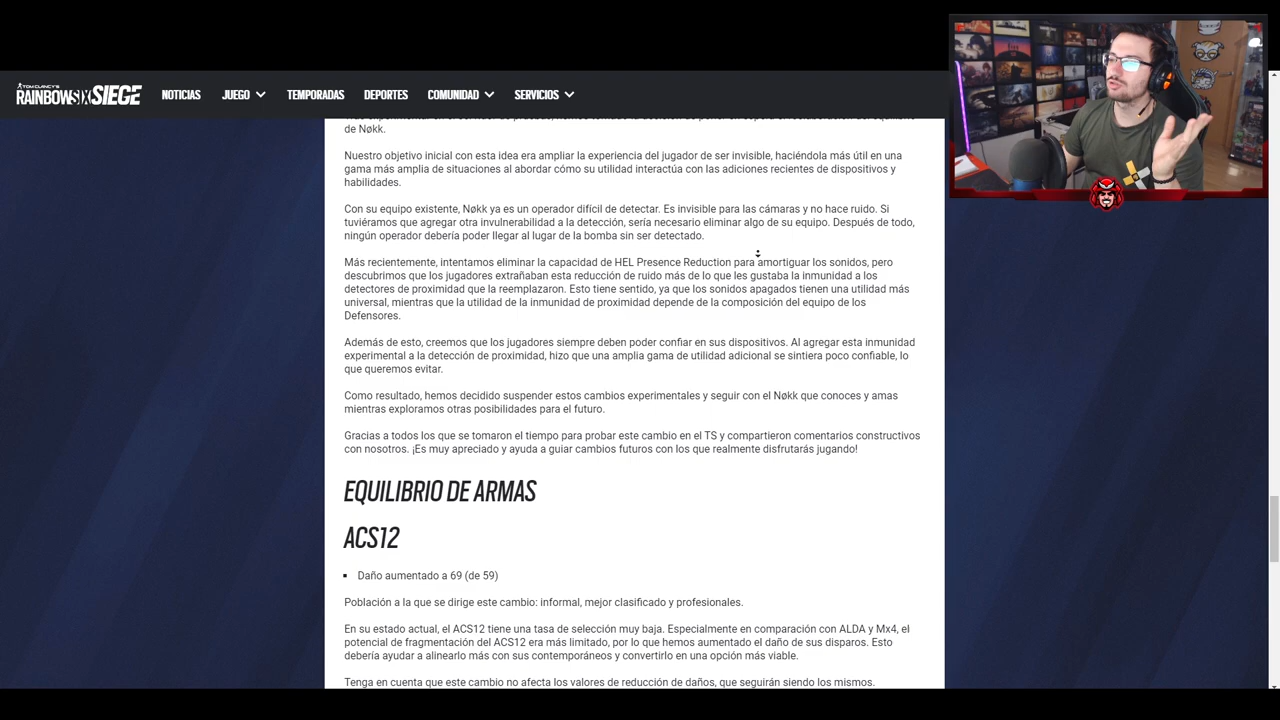 TOM CLANCY'S
RAINBOWSIX SIEGE
NOTICIAS JUEGO TEMPORADAS DEPORTES COMUNIDAD SERVICIOS
de Nøkk.
Nuestro objetivo inicial con esta idea era ampliar la experiencia del jugador de ser invisible, haciéndola más útil en una
gama más amplia de situaciones al abordar cómo su utilidad interactúa con las adiciones recientes de dispositivos y
habilidades.
Con su equipo existente, Nøkk ya es un operador difícil de detectar. Es invisible para las cámaras y no hace ruido. Si
tuviéramos que agregar otra invulnerabilidad a la detección, sería necesario eliminar algo de su equipo. Después de todo,
ningún operador debería poder llegar al lugar de la bomba sin ser detectado.
Más recientemente, intentamos eliminar la capacidad de HEL Presence Reduction para amortiguar los sonidos, pero
descubrimos que los jugadores extrañaban esta reducción de ruido más de lo que les gustaba la inmunidad a los
detectores de proximidad que la reemplazaron. Esto tiene sentido, ya que los sonidos apagados tienen una utilidad más
universal, mientras que la utilidad de la inmunidad de proximidad depende de la composición del equipo de los
Defensores.
Además de esto, creemos que los jugadores siempre deben poder confiar en sus dispositivos. Al agregar esta inmunidad
experimental a la detección de proximidad, hizo que una amplia gama de utilidad adicional se sintiera poco confiable, lo
que queremos evitar.
Como resultado, hemos decidido suspender estos cambios experimentales y seguir con el Nøkk que conoces y amas
mientras exploramos otras posibilidades para el futuro.
Gracias a todos los que se tomaron el tiempo para probar este cambio en el TS y compartieron comentarios constructivos
con nosotros. ¡Es muy apreciado y ayuda a guiar cambios futuros con los que realmente disfrutarás jugando!
EQUILIBRIO DE ARMAS
ACS12
▪ Daño aumentado a 69 (de 59)
Población a la que se dirige este cambio: informal, mejor clasificado y profesionales.
En su estado actual, el ACS12 tiene una tasa de selección muy baja. Especialmente en comparación con ALDA y Mx4, el
potencial de fragmentación del ACS12 era más limitado, por lo que hemos aumentado el daño de sus disparos. Esto
debería ayudar a alinearlo más con sus contemporáneos y convertirlo en una opción más viable.
Tenga en cuenta que este cambio no afecta los valores de reducción de daños, que seguirán siendo los mismos.